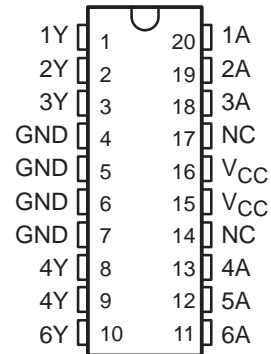 1Y 1 20 1A
2Y 2 19 2A
3Y 3 18 3A
GND 4 17 NC
GND 5 16 VCC
GND 6 15 VCC
GND 7 14 NC
4Y 8 13 4A
4Y 9 12 5A
6Y 10 11 6A